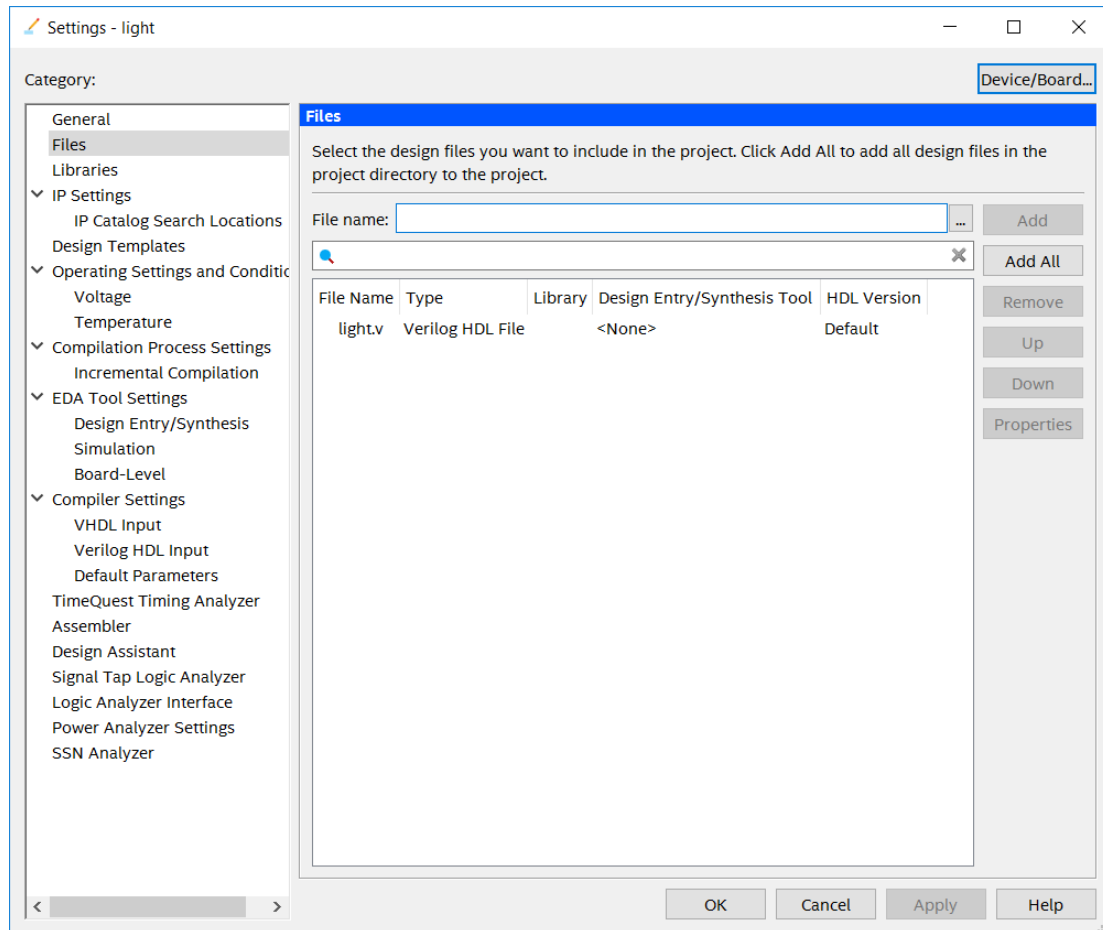 Settings - light
Category:
Device/Board...
General
Files
Libraries
IP Settings
IP Catalog Search Locations
Design Templates
Operating Settings and Conditic
Voltage
Temperature
Compilation Process Settings
Incremental Compilation
EDA Tool Settings
Design Entry/Synthesis
Simulation
Board-Level
Compiler Settings
VHDL Input
Verilog HDL Input
Default Parameters
TimeQuest Timing Analyzer
Assembler
Design Assistant
Signal Tap Logic Analyzer
Logic Analyzer Interface
Power Analyzer Settings
SSN Analyzer
Files
Select the design files you want to include in the project. Click Add All to add all design files in the
project directory to the project.
File name: ... Add
Add All
File Name Type Library Design Entry/Synthesis Tool HDL Version
light.v Verilog HDL File <None> Default
Remove
Up
Down
Properties
OK Cancel Apply Help